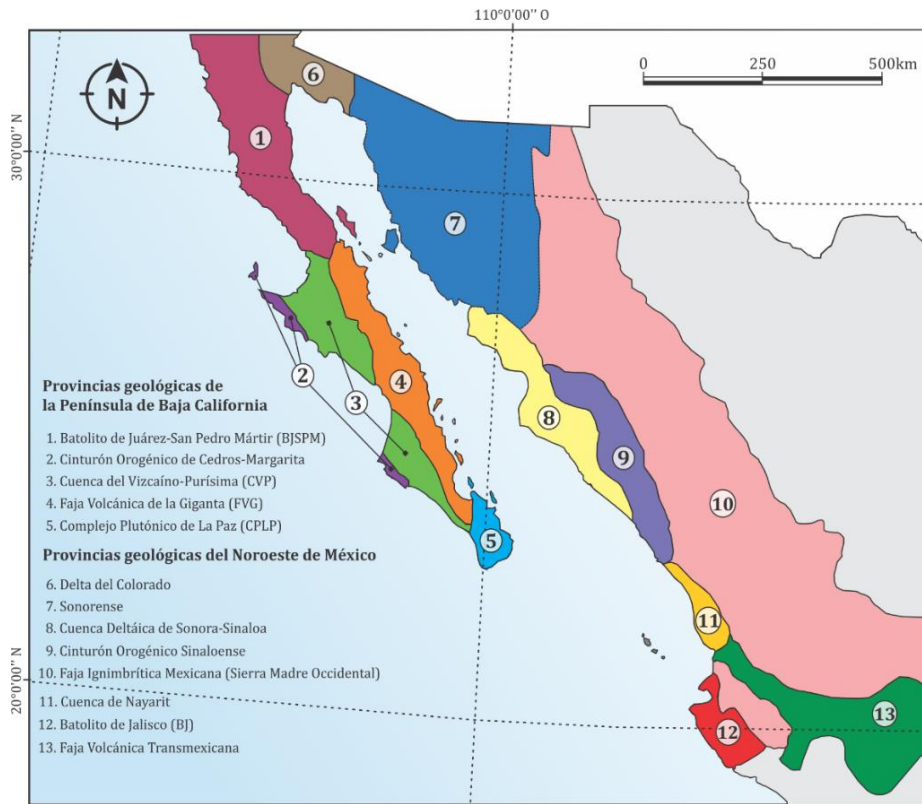 110°0'00'' O
0 250 500km
N
30°0'00'' N
20°0'00'' N
6
1
7
2
3
4
8
9
10
5
11
12
13
Provincias geológicas de
la Península de Baja California
1. Batolito de Juárez-San Pedro Mártir (BJSPM)
2. Cinturón Orogénico de Cedros-Margarita
3. Cuenca del Vizcaíno-Purísima (CVP)
4. Faja Volcánica de la Giganta (FVG)
5. Complejo Plutónico de La Paz (CPLP)
Provincias geológicas del Noroeste de México
6. Delta del Colorado
7. Sonorense
8. Cuenca Deltáica de Sonora-Sinaloa
9. Cinturón Orogénico Sinaloense
10. Faja Ignimbrítica Mexicana (Sierra Madre Occidental)
11. Cuenca de Nayarit
12. Batolito de Jalisco (BJ)
13. Faja Volcánica Transmexicana